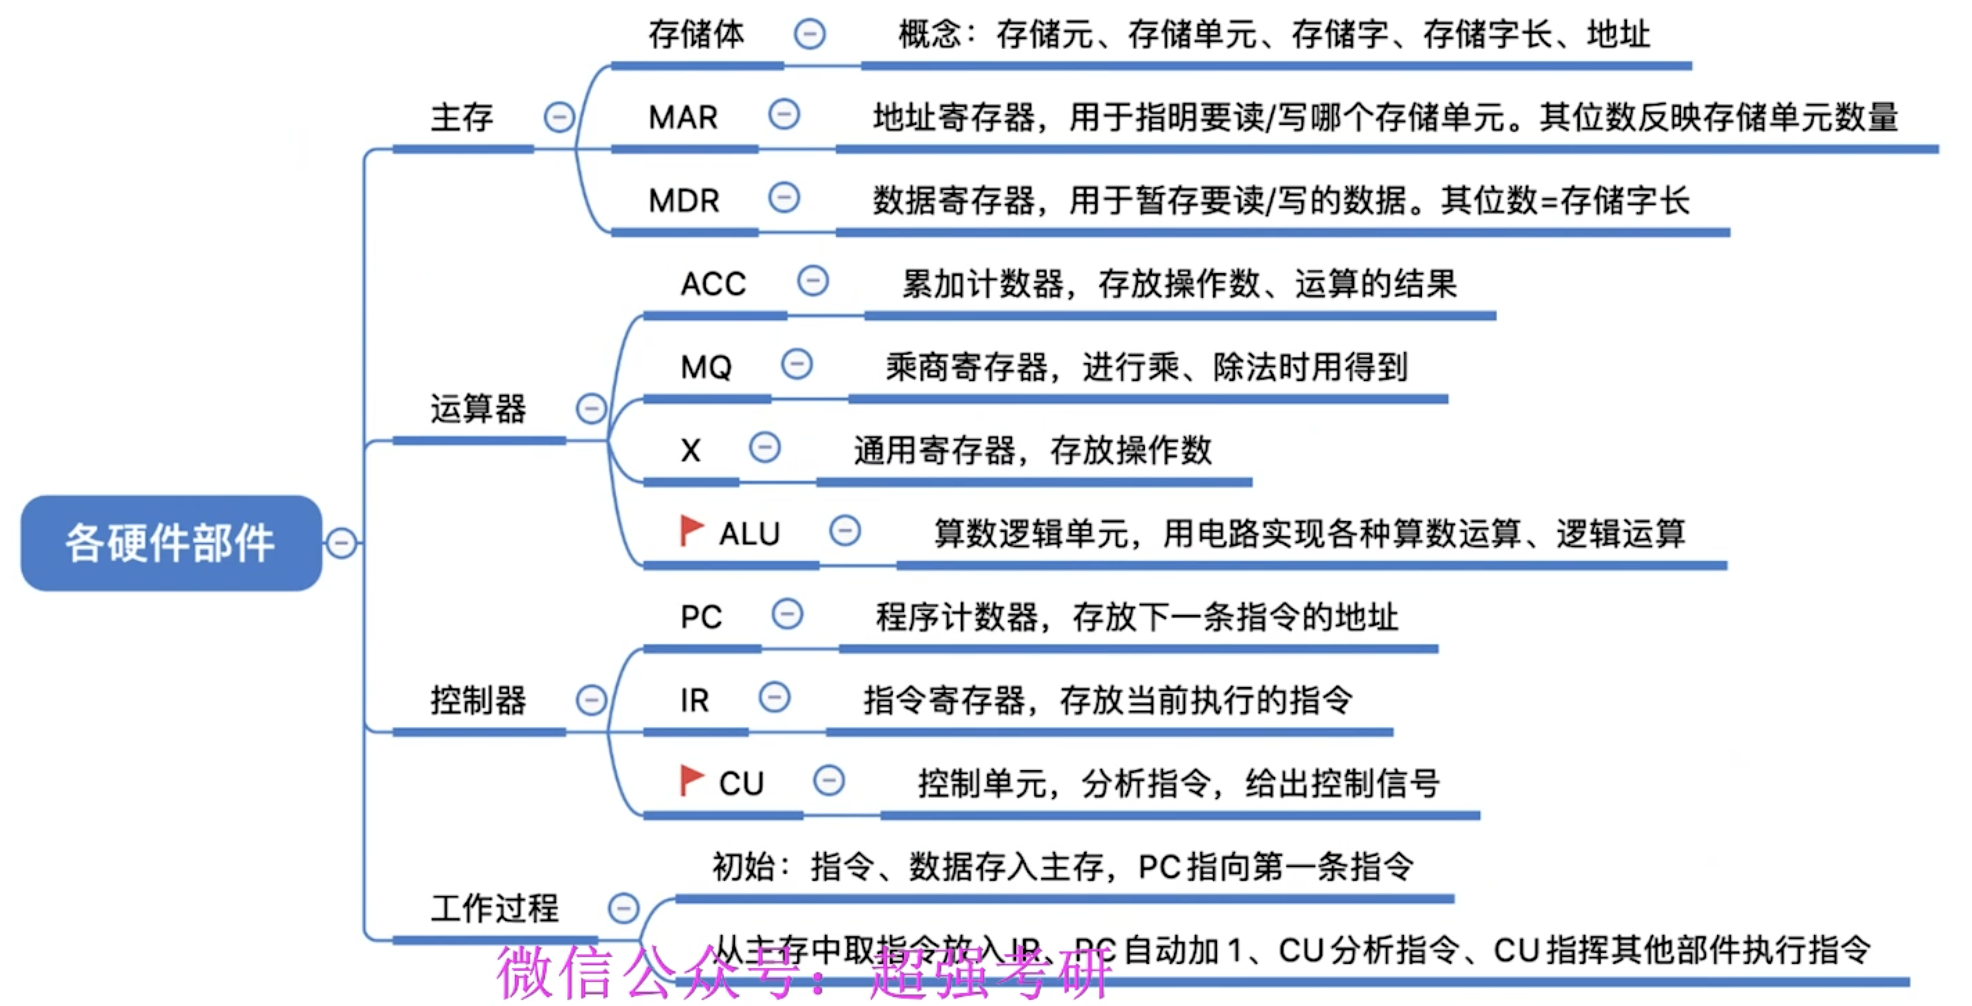 存储体
概念：存储元、存储单元、存储字、存储字长、地址
主存
MAR
地址寄存器，用于指明要读/写哪个存储单元。其位数反映存储单元数量
MDR
数据寄存器，用于暂存要读/写的数据。其位数=存储字长
ACC
累加计数器，存放操作数、运算的结果
MQ
乘商寄存器，进行乘、除法时用得到
运算器
X
通用寄存器，存放操作数
ALU
算数逻辑单元，用电路实现各种算数运算、逻辑运算
各硬件部件
PC
程序计数器，存放下一条指令的地址
控制器
IR
指令寄存器，存放当前执行的指令
CU
控制单元，分析指令，给出控制信号
初始：指令、数据存入主存，PC指向第一条指令
工作过程
从主存中取指令放入IR、PC自动加1、CU分析指令、CU指挥其他部件执行指令
微信公众号：超强考研